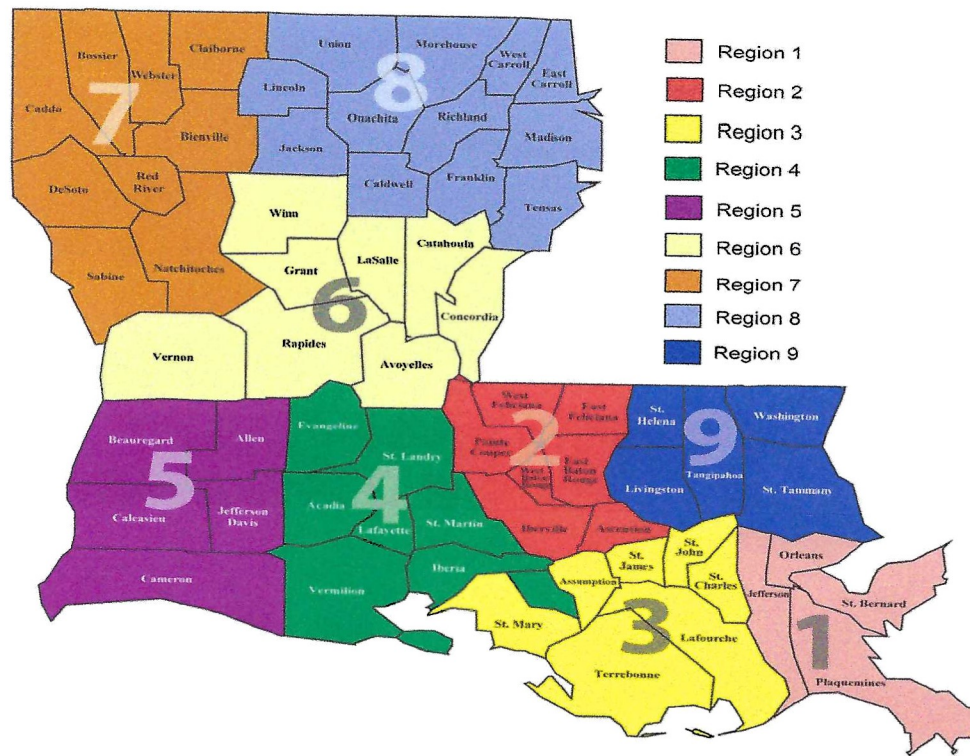 Union
Morehouse
West
Carroll
East
Carroll
Claiborne
Bossier
Webster
Lincoln
7
8
Caddo
Ouachita
Richland
Madison
Bienville
Jackson
Red
River
DeSoto
Caldwell
Franklin
Tensas
Winn
Catahoula
Sabine
Natchitoches
Grant
LaSalle
6
Concordia
Rapides
Vernon
Avoyelles
West
Feliciana
East
Feliciana
St.
Helena
Washington
Evangeline
Beauregard
Allen
Pointe
Coupee
2
9
St. Landry
West
Baton
Rouge
East
Baton
Rouge
Tangipahoa
5
4
Livingston
St. Tammany
Calcasieu
Jefferson
Davis
Acadia
Lafayette
St. Martin
Iberville
Ascension
Cameron
Vermilion
Iberia
Assumption
St.
James
St.
John
St.
Charles
Orleans
Jefferson
St. Bernard
St. Mary
3
Lafourche
1
Terrebonne
Plaquemines
Region 1
Region 2
Region 3
Region 4
Region 5
Region 6
Region 7
Region 8
Region 9